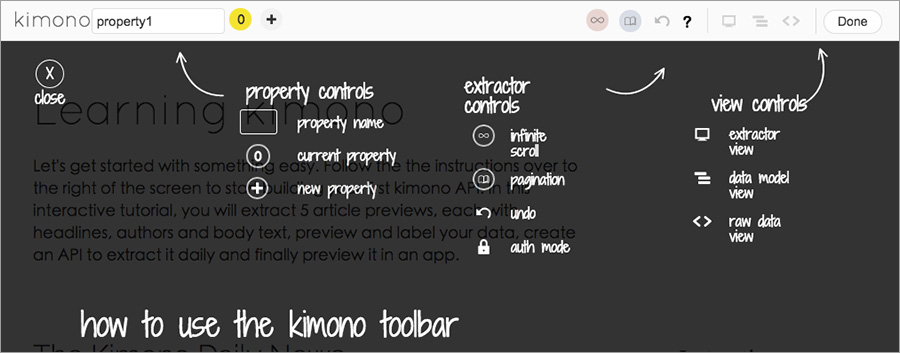 kimono property1 0 + ? Done
X
close
Learning kimono
property controls
property name
0 current property
+ new property
extractor
controls
infinite
scroll
pagination
undo
auth mode
view controls
extractor
view
data model
view
raw data
view
Let's get started with something easy. Follow the the instructions over to
the right of the screen to start building your first kimono API. In this
interactive tutorial, you will extract 5 article previews, each with
headlines, authors and body text, preview and label your data, create
an API to extract it daily and finally preview it in an app.
how to use the kimono toolbar
The Kimono Daily News